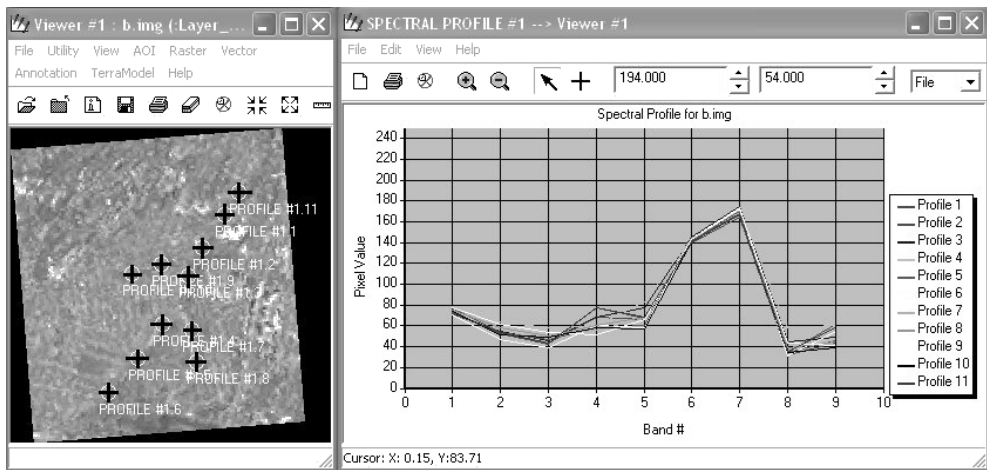 Viewer #1 : b.img (:Layer_...
File Utility View AOI Raster Vector
Annotation TerraModel Help
PROFILE #1.11
PROFILE #1.1
PROFILE #1.2
PROFILE #1.3
PROFILE #1.7
PROFILE #1.8
PROFILE #1.6
SPECTRAL PROFILE #1 --> Viewer #1
File Edit View Help
194.000 54.000 File
Spectral Profile for b.img
Pixel Value
240
220
200
180
160
140
120
100
80
60
40
20
0
0 1 2 3 4 5 6 7 8 9 10
Band #
Profile 1
Profile 2
Profile 3
Profile 4
Profile 5
Profile 6
Profile 7
Profile 8
Profile 9
Profile 10
Profile 11
Cursor: X: 0.15, Y:83.71